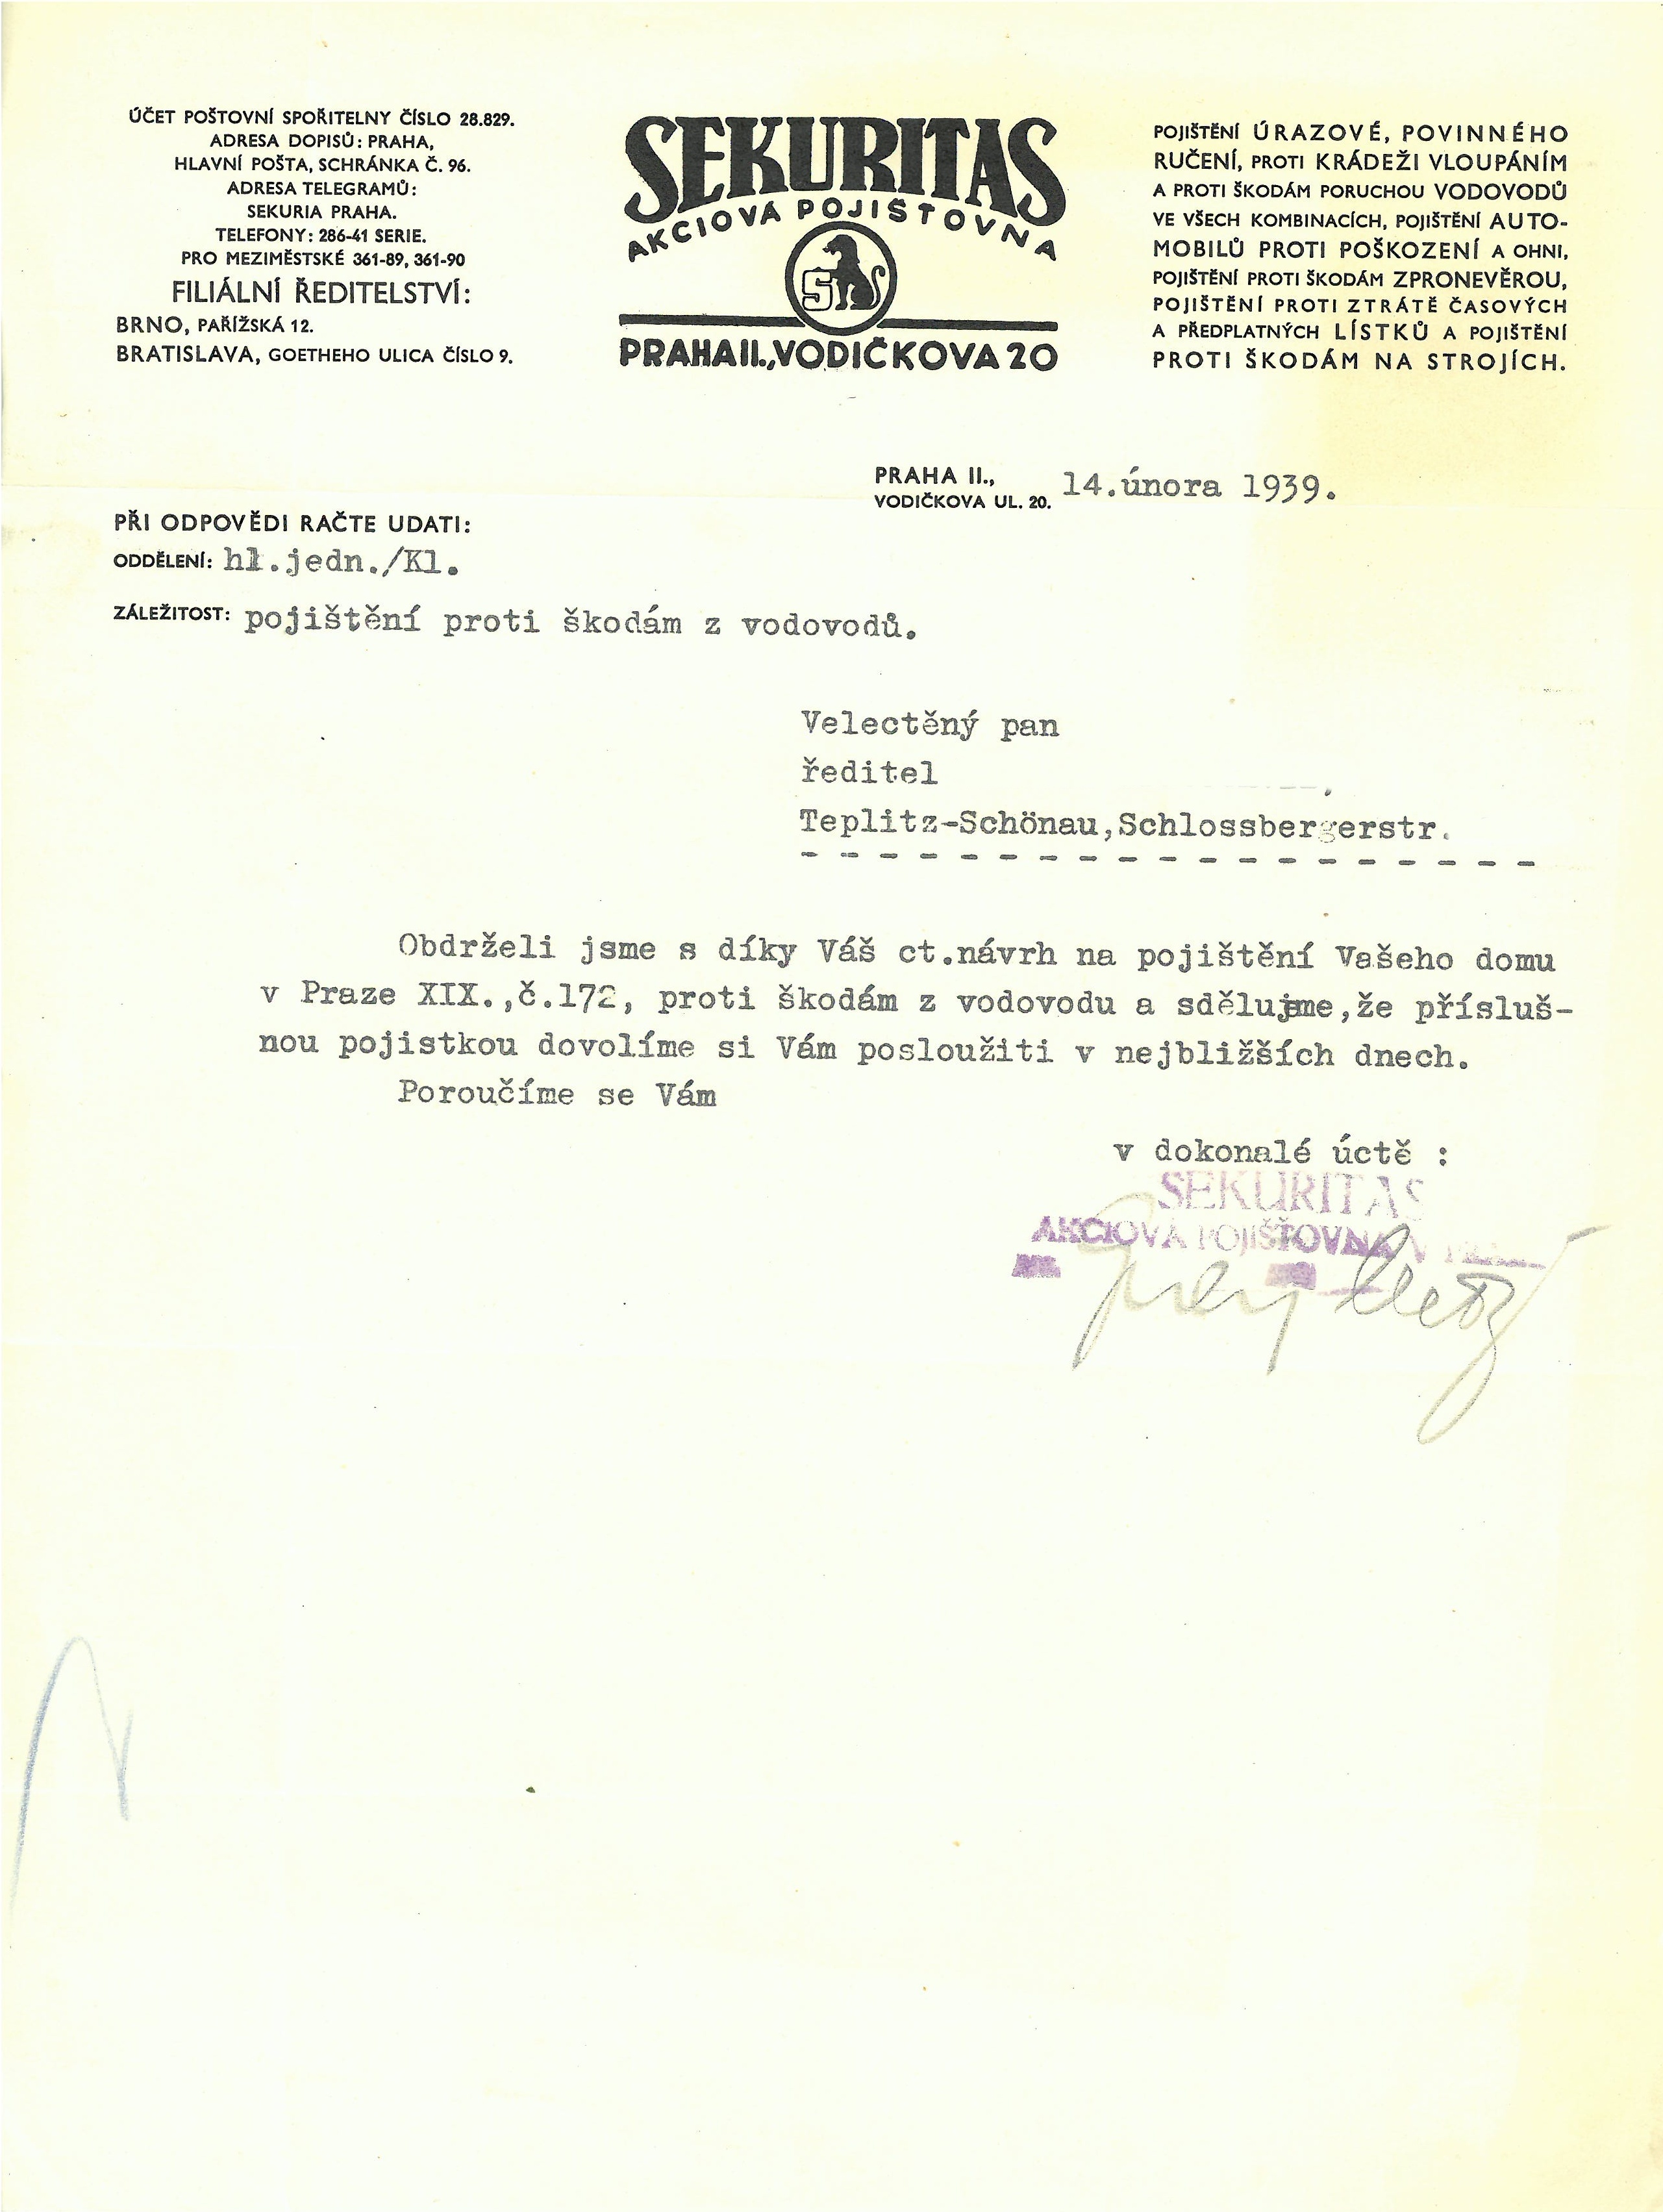 ÚČET POŠTOVNÍ SPOŘITELNY ČÍSLO 28.829.
ADRESA DOPISŮ: PRAHA,
HLAVNÍ POŠTA, SCHRÁNKA Č. 96.
ADRESA TELEGRAMŮ:
SEKURIA PRAHA.
TELEFONY: 286-41 SERIE.
PRO MEZIMĚSTSKÉ 361-89, 361-90
FILIÁLNÍ ŘEDITELSTVÍ:
BRNO, PAŘÍŽSKÁ 12.
BRATISLAVA, GOETHEHO ULICA ČÍSLO 9.
SEKURITAS
AKCIOVÁ POJIŠŤOVNA
S
PRAHA II., VODIČKOVA 20
POJIŠTĚNÍ ÚRAZOVÉ, POVINNÉHO
RUČENÍ, PROTI KRÁDEŽI VLOUPÁNÍM
A PROTI ŠKODÁM PORUCHOU VODOVODŮ
VE VŠECH KOMBINACÍCH, POJIŠTĚNÍ AUTO-
MOBILŮ PROTI POŠKOZENÍ A OHNI,
POJIŠTĚNÍ PROTI ŠKODÁM ZPRONEVĚROU,
POJIŠTĚNÍ PROTI ZTRÁTĚ ČASOVÝCH
A PŘEDPLATNÝCH LÍSTKŮ A POJIŠTĚNÍ
PROTI ŠKODÁM NA STROJÍCH.
PRAHA II.,
VODIČKOVA UL. 20. 14.února 1939.
PŘI ODPOVĚDI RAČTE UDATI:
ODDĚLENÍ: hl.jedn./Kl.
ZÁLEŽITOST: pojištění proti škodám z vodovodů.
Velectěný pan
ředitel
Teplitz-Schönau,Schlossbergerstr.
Obdrželi jsme s díky Váš ct.návrh na pojištění Vašeho domu
v Praze XIX.,č.172, proti škodám z vodovodu a sdělujeme,že přísluš-
nou pojistkou dovolíme si Vám posloužiti v nejbližších dnech.
Poroučíme se Vám
v dokonalé úctě :
SEKURITAS
AKCIOVÁ POJIŠŤOVNA V